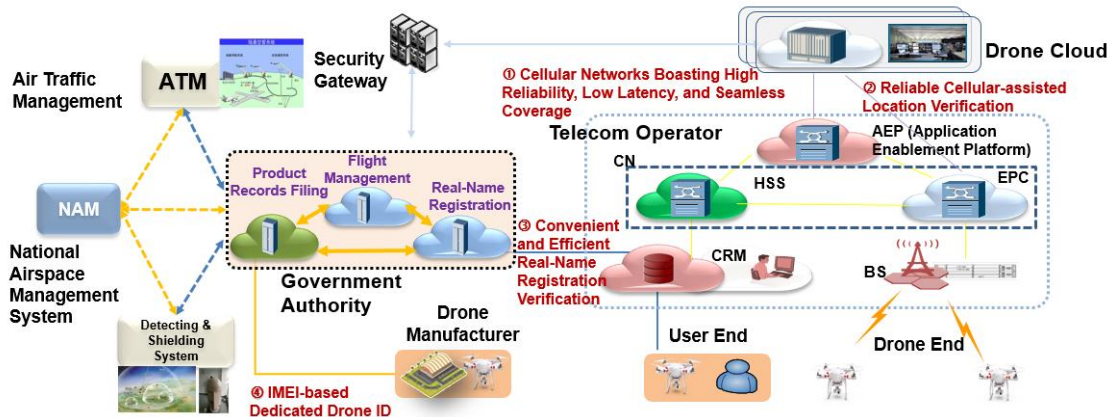 Air Traffic
Management
ATM
Security
Gateway
Drone Cloud
① Cellular Networks Boasting High
Reliability, Low Latency, and Seamless
Coverage
② Reliable Cellular-assisted
Location Verification
Telecom Operator
AEP (Application
Enablement Platform)
CN
HSS
EPC
Product
Records Filing
Flight
Management
Real-Name
Registration
NAM
National
Airspace
Management
System
Government
Authority
③ Convenient
and Efficient
Real-Name
Registration
Verification
CRM
BS
Detecting &
Shielding
System
Drone
Manufacturer
User End
Drone End
④ IMEI-based
Dedicated Drone ID